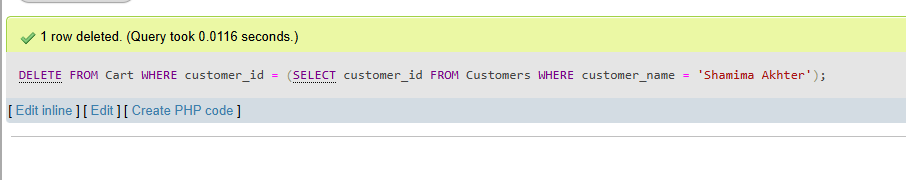 1 row deleted. (Query took 0.0116 seconds.)
DELETE FROM Cart WHERE customer_id = (SELECT customer_id FROM Customers WHERE customer_name = 'Shamima Akhter');
[ Edit inline ] [ Edit ] [ Create PHP code ]